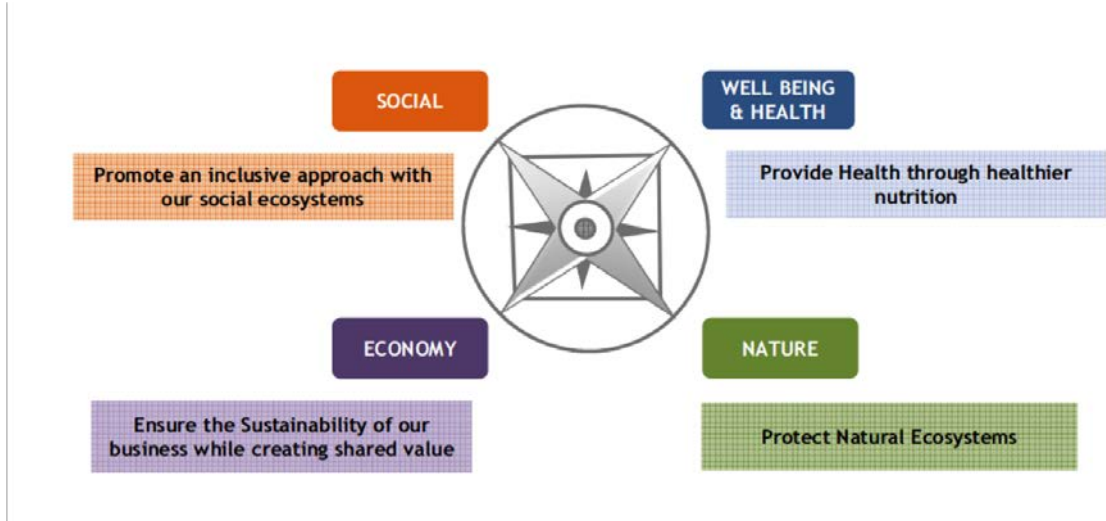 SOCIAL
Promote an inclusive approach with
our social ecosystems
WELL BEING
& HEALTH
Provide Health through healthier
nutrition
ECONOMY
Ensure the Sustainability of our
business while creating shared value
NATURE
Protect Natural Ecosystems